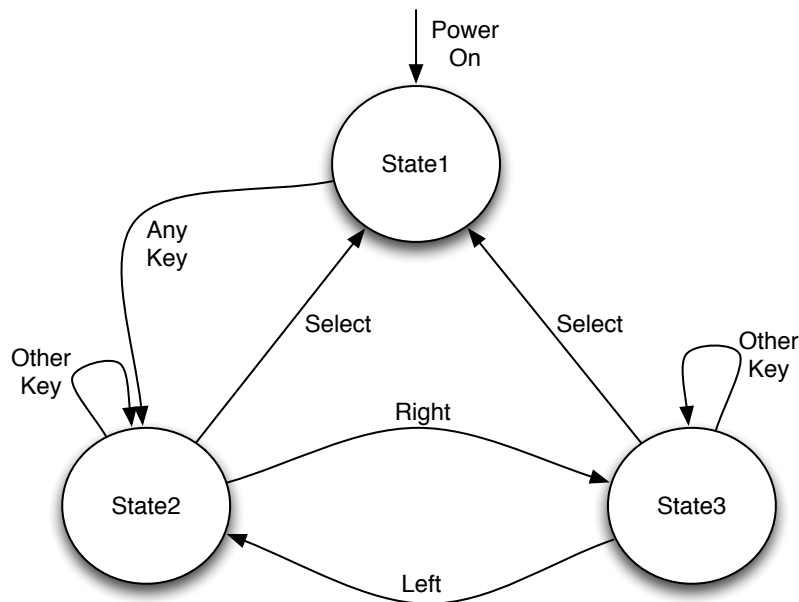 Power
On
State1
Any
Key
Select
Select
Other
Key
Other
Key
Right
State2
State3
Left